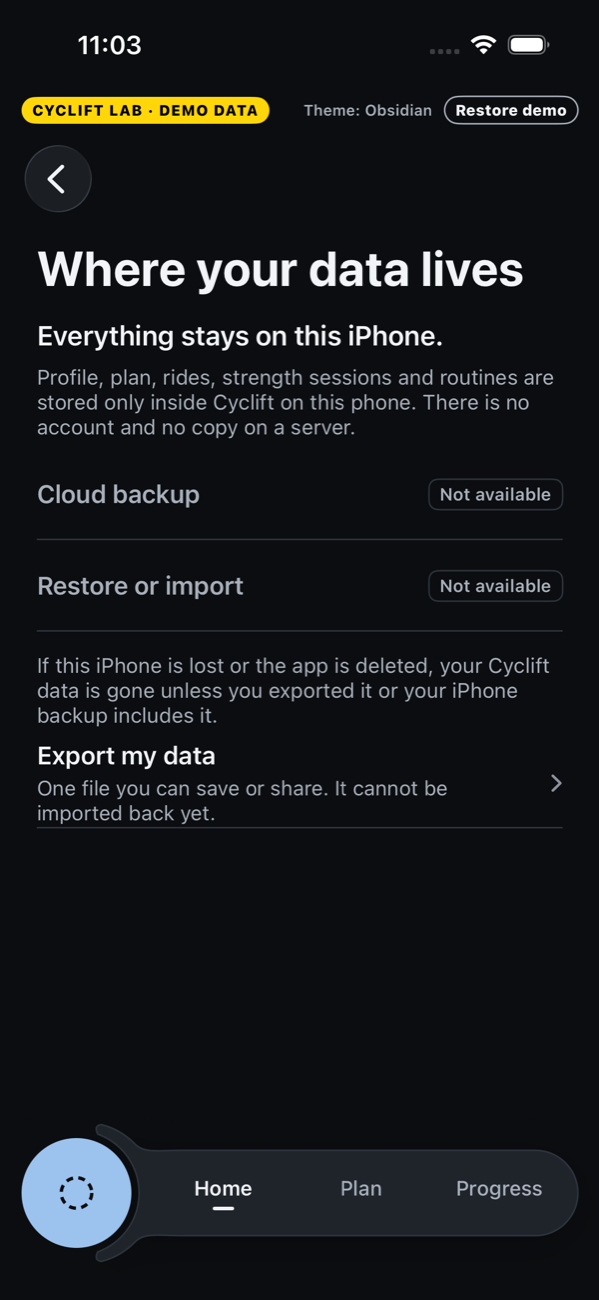 11:03
CYCLIFT LAB · DEMO DATA
Theme: Obsidian
Restore demo
Where your data lives
Everything stays on this iPhone.
Profile, plan, rides, strength sessions and routines are
stored only inside Cyclift on this phone. There is no
account and no copy on a server.
Cloud backup
Not available
Restore or import
Not available
If this iPhone is lost or the app is deleted, your Cyclift
data is gone unless you exported it or your iPhone
backup includes it.
Export my data
One file you can save or share. It cannot be
imported back yet.
Home
Plan
Progress